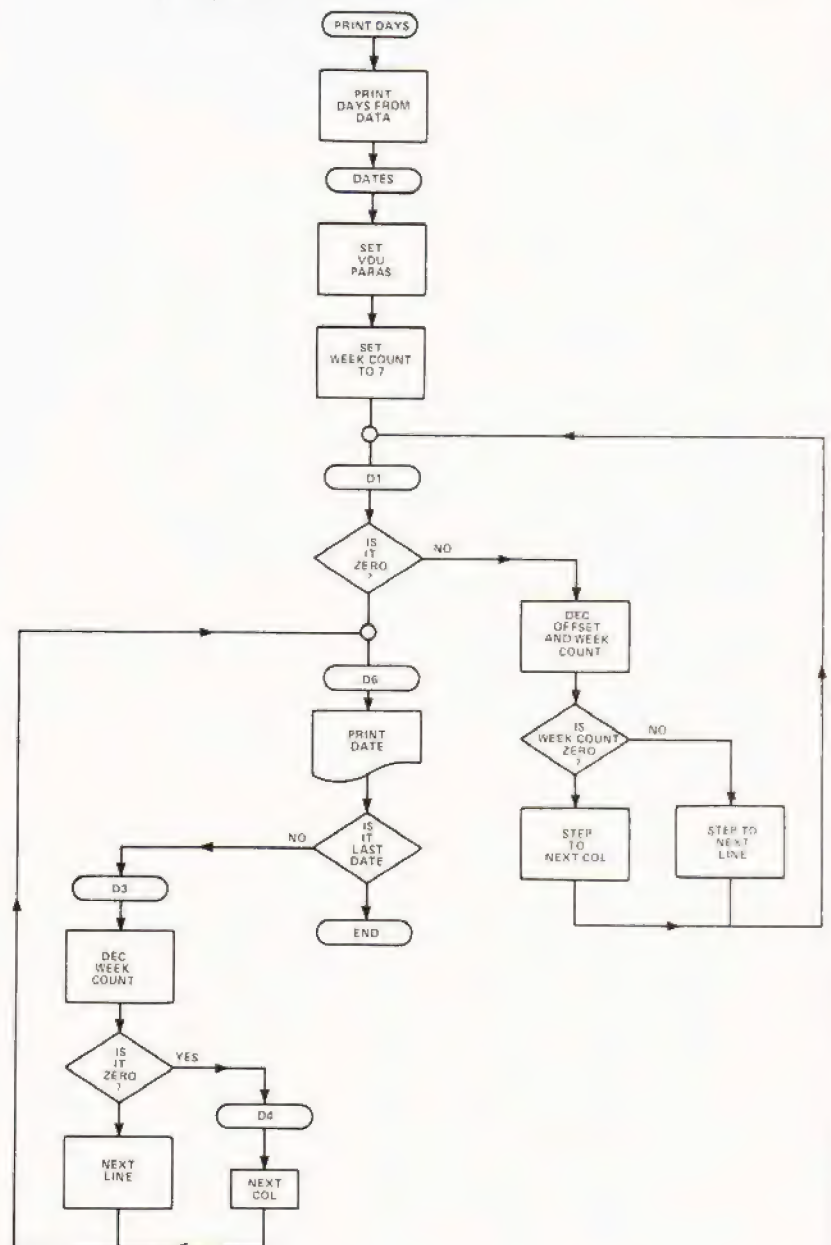 PRINT DAYS
PRINT
DAYS FROM
DATA
DATES
SET
VDU
PARAS
SET
WEEK COUNT
TO 7
D1
IS
IT
ZERO
?
NO
DEC
OFFSET
AND WEEK
COUNT
D6
PRINT
DATE
IS
WEEK COUNT
ZERO
?
NO
STEP
TO
NEXT COL
STEP TO
NEXT
LINE
IS
IT
LAST
DATE
NO
END
D3
DEC
WEEK
COUNT
IS
IT
ZERO
?
YES
D4
NEXT
LINE
NEXT
COL